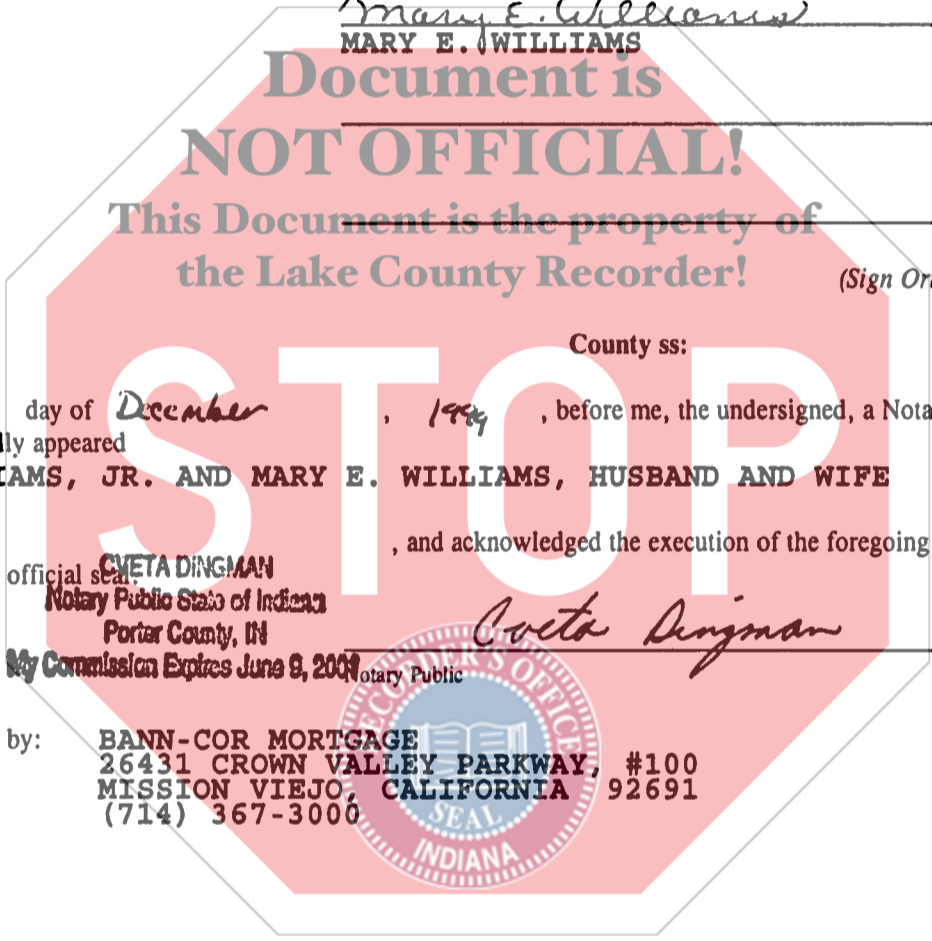 Mary E. Williams
MARY E. WILLIAMS
Document is
NOT OFFICIAL!
This Document is the property of
the Lake County Recorder!
(Sign Ori
County ss:
day of December , 1999 , before me, the undersigned, a Nota
lly appeared
IAMS, JR. AND MARY E. WILLIAMS, HUSBAND AND WIFE
STOP
, and acknowledged the execution of the foregoing
official seal.
CVETA DINGMAN
Notary Public State of Indiana
Porter County, IN
My Commission Expires June 9,
Cveta Dingman
Notary Public
by: BANN-COR MORTGAGE
26431 CROWN VALLEY PARKWAY, #100
MISSION VIEJO, CALIFORNIA 92691
(714) 367-3000
RECORDER'S OFFICE
SEAL
INDIANA